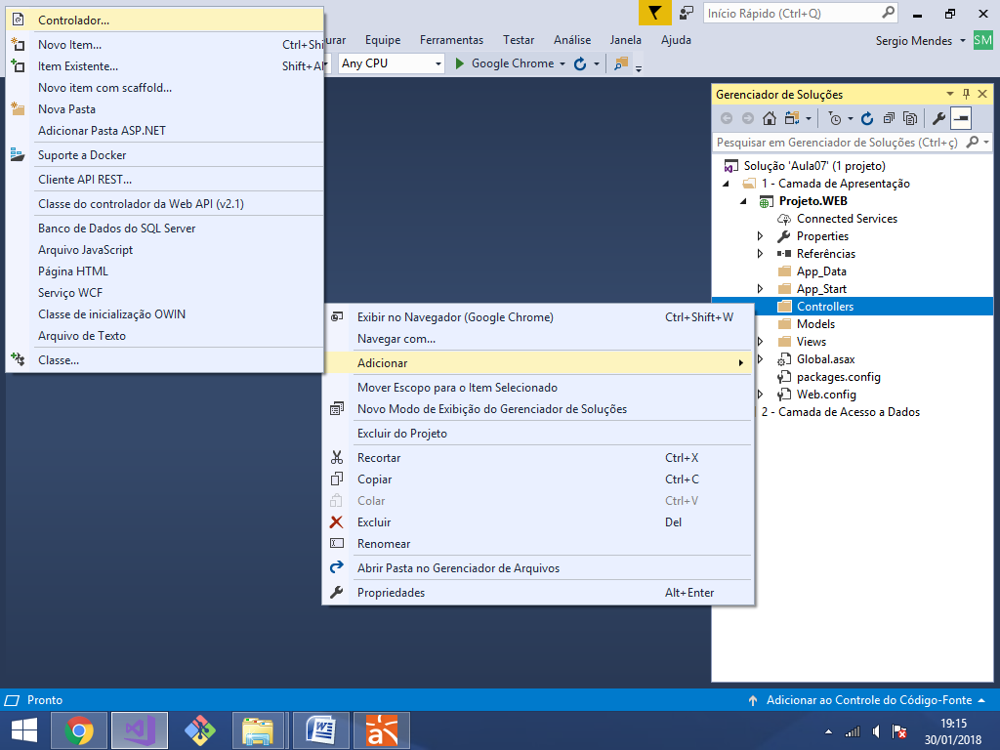 Início Rápido (Ctrl+Q)
Equipe Ferramentas Testar Análise Janela Ajuda
Sergio Mendes SM
Any CPU Google Chrome
Controlador...
Novo Item... Ctrl+Shi
Item Existente... Shift+Al
Novo item com scaffold...
Nova Pasta
Adicionar Pasta ASP.NET
Suporte a Docker
Cliente API REST...
Classe do controlador da Web API (v2.1)
Banco de Dados do SQL Server
Arquivo JavaScript
Página HTML
Serviço WCF
Classe de inicialização OWIN
Arquivo de Texto
Classe...
Exibir no Navegador (Google Chrome) Ctrl+Shift+W
Navegar com...
Adicionar
Mover Escopo para o Item Selecionado
Novo Modo de Exibição do Gerenciador de Soluções
Excluir do Projeto
Recortar Ctrl+X
Copiar Ctrl+C
Colar Ctrl+V
Excluir Del
Renomear
Abrir Pasta no Gerenciador de Arquivos
Propriedades Alt+Enter
Gerenciador de Soluções
Pesquisar em Gerenciador de Soluções (Ctrl+ç)
Solução 'Aula07' (1 projeto)
1 - Camada de Apresentação
Projeto.WEB
Connected Services
Properties
Referências
App_Data
App_Start
Controllers
Models
Views
Global.asax
packages.config
Web.config
2 - Camada de Acesso a Dados
Pronto
Adicionar ao Controle do Código-Fonte
19:15
30/01/2018